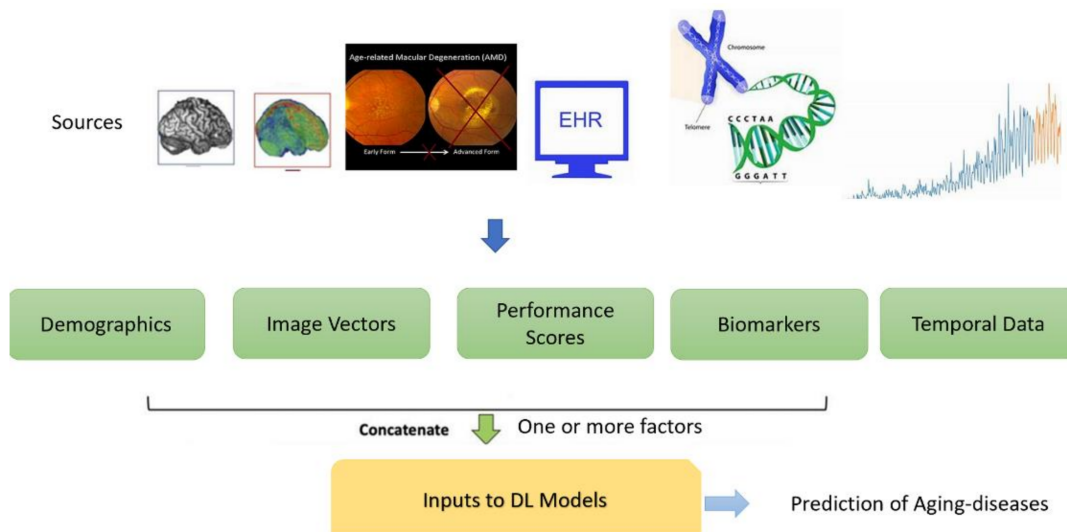 Sources
Age-related Macular Degeneration (AMD)
Early Form
Advanced Form
EHR
Chromosome
Telomere
CCCTAA
GGGATT
Demographics
Image Vectors
Performance
Scores
Biomarkers
Temporal Data
Concatenate
One or more factors
Inputs to DL Models
Prediction of Aging-diseases